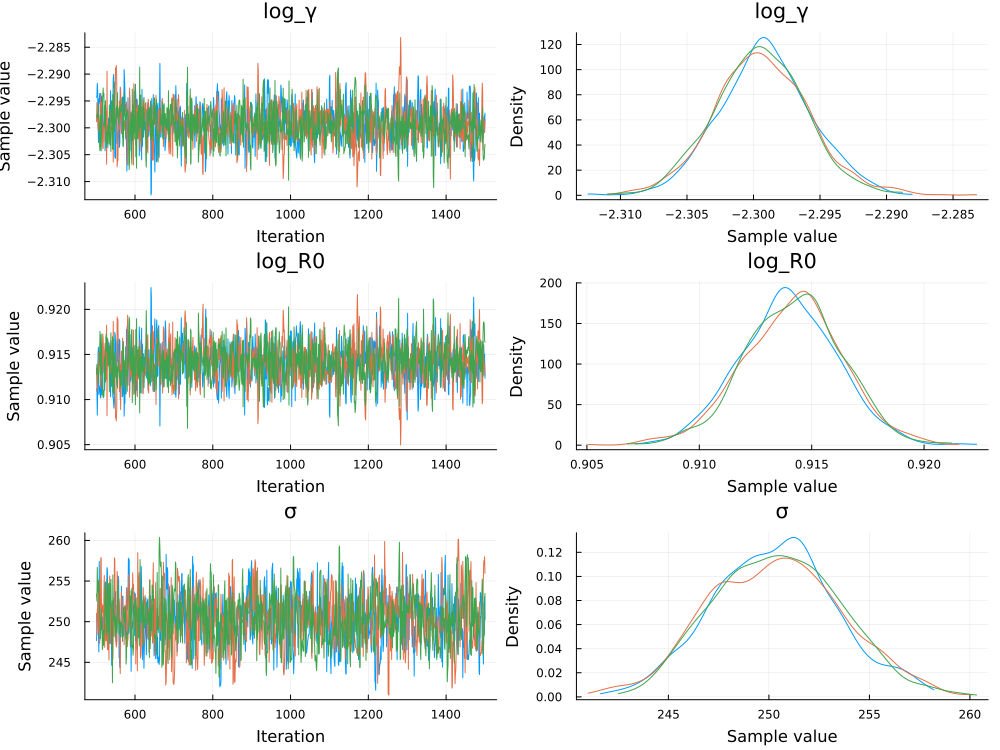 log_γ
Sample value
−2.285
−2.290
−2.295
−2.300
−2.305
−2.310
600 800 1000 1200 1400
Iteration
log_γ
Density
120
100
80
60
40
20
0
−2.310 −2.305 −2.300 −2.295 −2.290 −2.285
Sample value
log_R0
Sample value
0.920
0.915
0.910
0.905
600 800 1000 1200 1400
Iteration
log_R0
Density
200
150
100
50
0
0.905 0.910 0.915 0.920
Sample value
σ
Sample value
260
255
250
245
600 800 1000 1200 1400
Iteration
σ
Density
0.12
0.10
0.08
0.06
0.04
0.02
0.00
245 250 255 260
Sample value